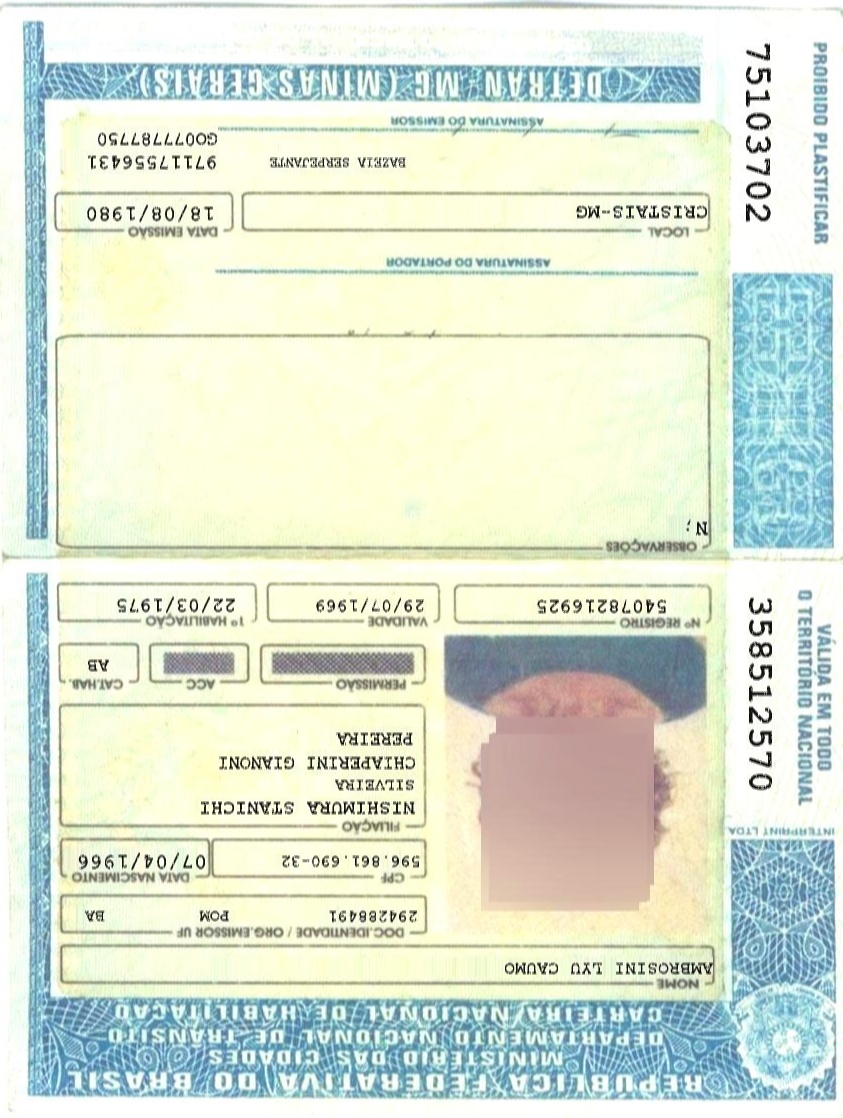 REPÚBLICA FEDERATIVA DO BRASIL
MINISTÉRIO DAS CIDADES
DEPARTAMENTO NACIONAL DE TRÂNSITO
CARTEIRA NACIONAL DE HABILITAÇÃO
NOME
AMBROSINI LYU CAUMO
DOC.IDENTIDADE / ORG.EMISSOR UF
294288491 POM BA
CPF
596.861.690-32
DATA NASCIMENTO
07/04/1966
FILIAÇÃO
NISHIMURA STANICHI
SILVEIRA
CHIAPERINI GIANONI
PEREIRA
PERMISSÃO
ACC
CAT.HAB.
AB
Nº REGISTRO
54078216925
VALIDADE
29/07/1969
1º HABILITAÇÃO
22/03/1975
INTERPRINT LTDA
VÁLIDA EM TODO
O TERRITÓRIO NACIONAL
358512570
OBSERVAÇÕES
N;
ASSINATURA DO PORTADOR
LOCAL
CRISTAIS-MG
DATA EMISSÃO
18/08/1980
BAZEIA SERPEJANTE
97117556431
GO077787750
ASSINATURA DO EMISSOR
DETRAN MG (MINAS GERAIS)
PROIBIDO PLASTIFICAR
75103702